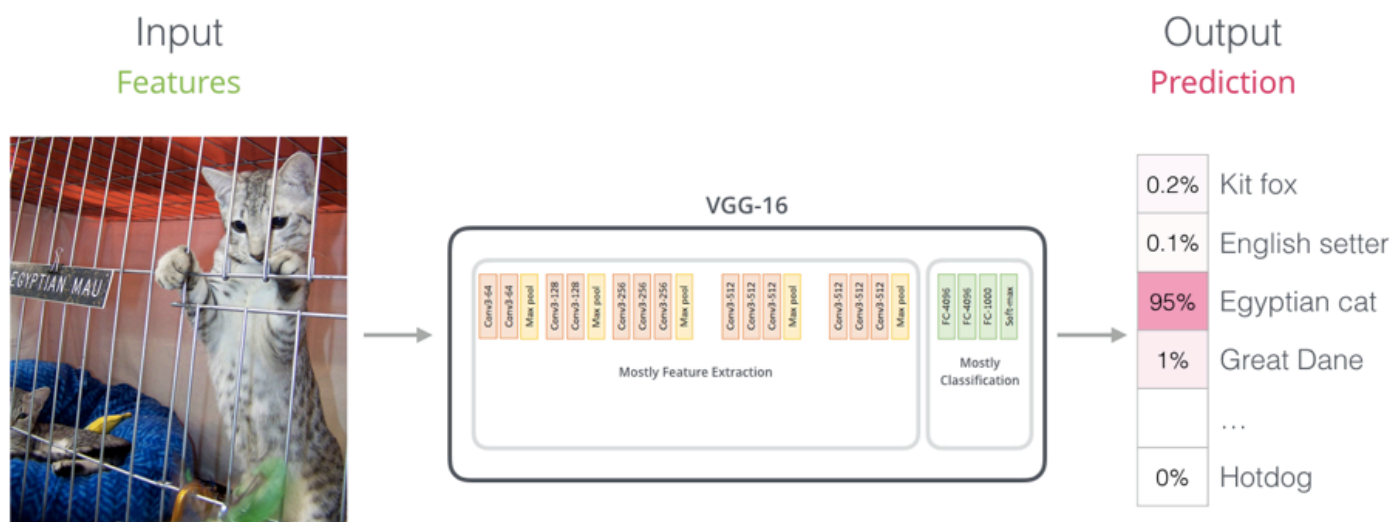 Input
Features
EGYPTIAN MAU
VGG-16
Conv3-64
Conv3-64
Max pool
Conv3-128
Conv3-128
Max pool
Conv3-256
Conv3-256
Conv3-256
Max pool
Conv3-512
Conv3-512
Conv3-512
Max pool
Conv3-512
Conv3-512
Conv3-512
Max pool
Mostly Feature Extraction
FC-4096
FC-4096
FC-1000
Soft-max
Mostly
Classification
Output
Prediction
0.2% Kit fox
0.1% English setter
95% Egyptian cat
1% Great Dane
...
0% Hotdog